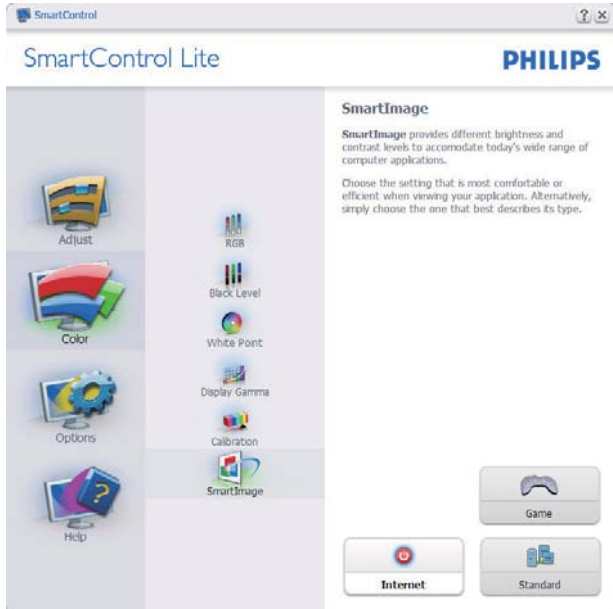 SmartControl
SmartControl Lite
PHILIPS
Adjust
Color
Options
Help
RGB
Black Level
White Point
Display Gamma
Calibration
SmartImage
SmartImage
SmartImage provides different brightness and
contrast levels to accomodate today's wide range of
computer applications.
Choose the setting that is most comfortable or
efficient when viewing your application. Alternatively,
simply choose the one that best describes its type.
Game
Internet
Standard